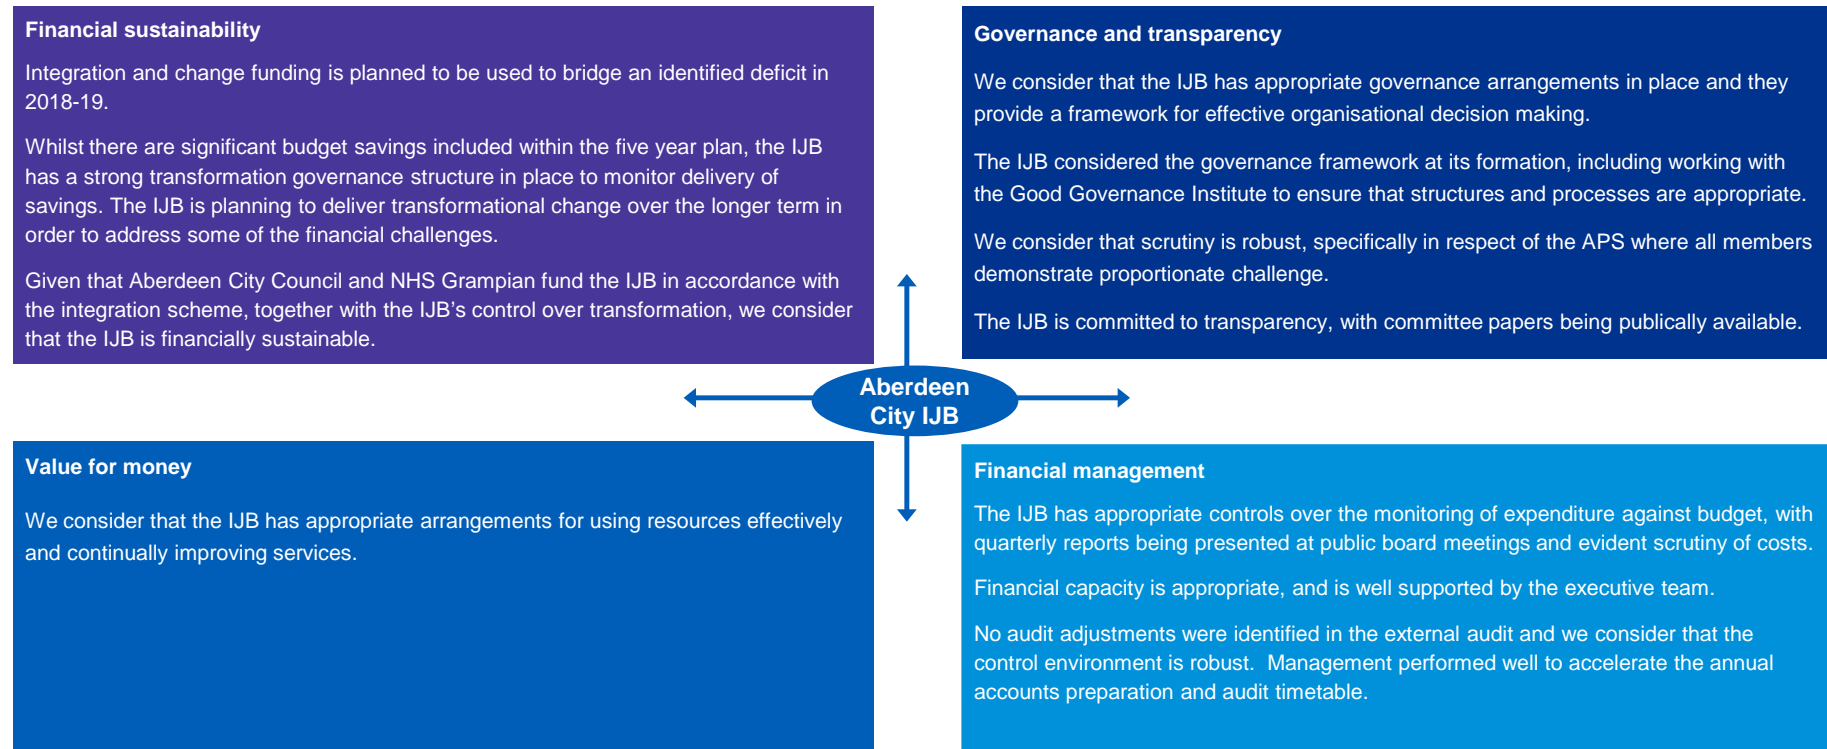 Financial sustainability
Integration and change funding is planned to be used to bridge an identified deficit in
2018-19.
Whilst there are significant budget savings included within the five year plan, the IJB
has a strong transformation governance structure in place to monitor delivery of
savings. The IJB is planning to deliver transformational change over the longer term in
order to address some of the financial challenges.
Given that Aberdeen City Council and NHS Grampian fund the IJB in accordance with
the integration scheme, together with the IJB's control over transformation, we consider
that the IJB is financially sustainable.
Governance and transparency
We consider that the IJB has appropriate governance arrangements in place and they
provide a framework for effective organisational decision making.
The IJB considered the governance framework at its formation, including working with
the Good Governance Institute to ensure that structures and processes are appropriate.
We consider that scrutiny is robust, specifically in respect of the APS where all members
demonstrate proportionate challenge.
The IJB is committed to transparency, with committee papers being publically available.
Aberdeen
City IJB
Value for money
We consider that the IJB has appropriate arrangements for using resources effectively
and continually improving services.
Financial management
The IJB has appropriate controls over the monitoring of expenditure against budget, with
quarterly reports being presented at public board meetings and evident scrutiny of costs.
Financial capacity is appropriate, and is well supported by the executive team.
No audit adjustments were identified in the external audit and we consider that the
control environment is robust.  Management performed well to accelerate the annual
accounts preparation and audit timetable.